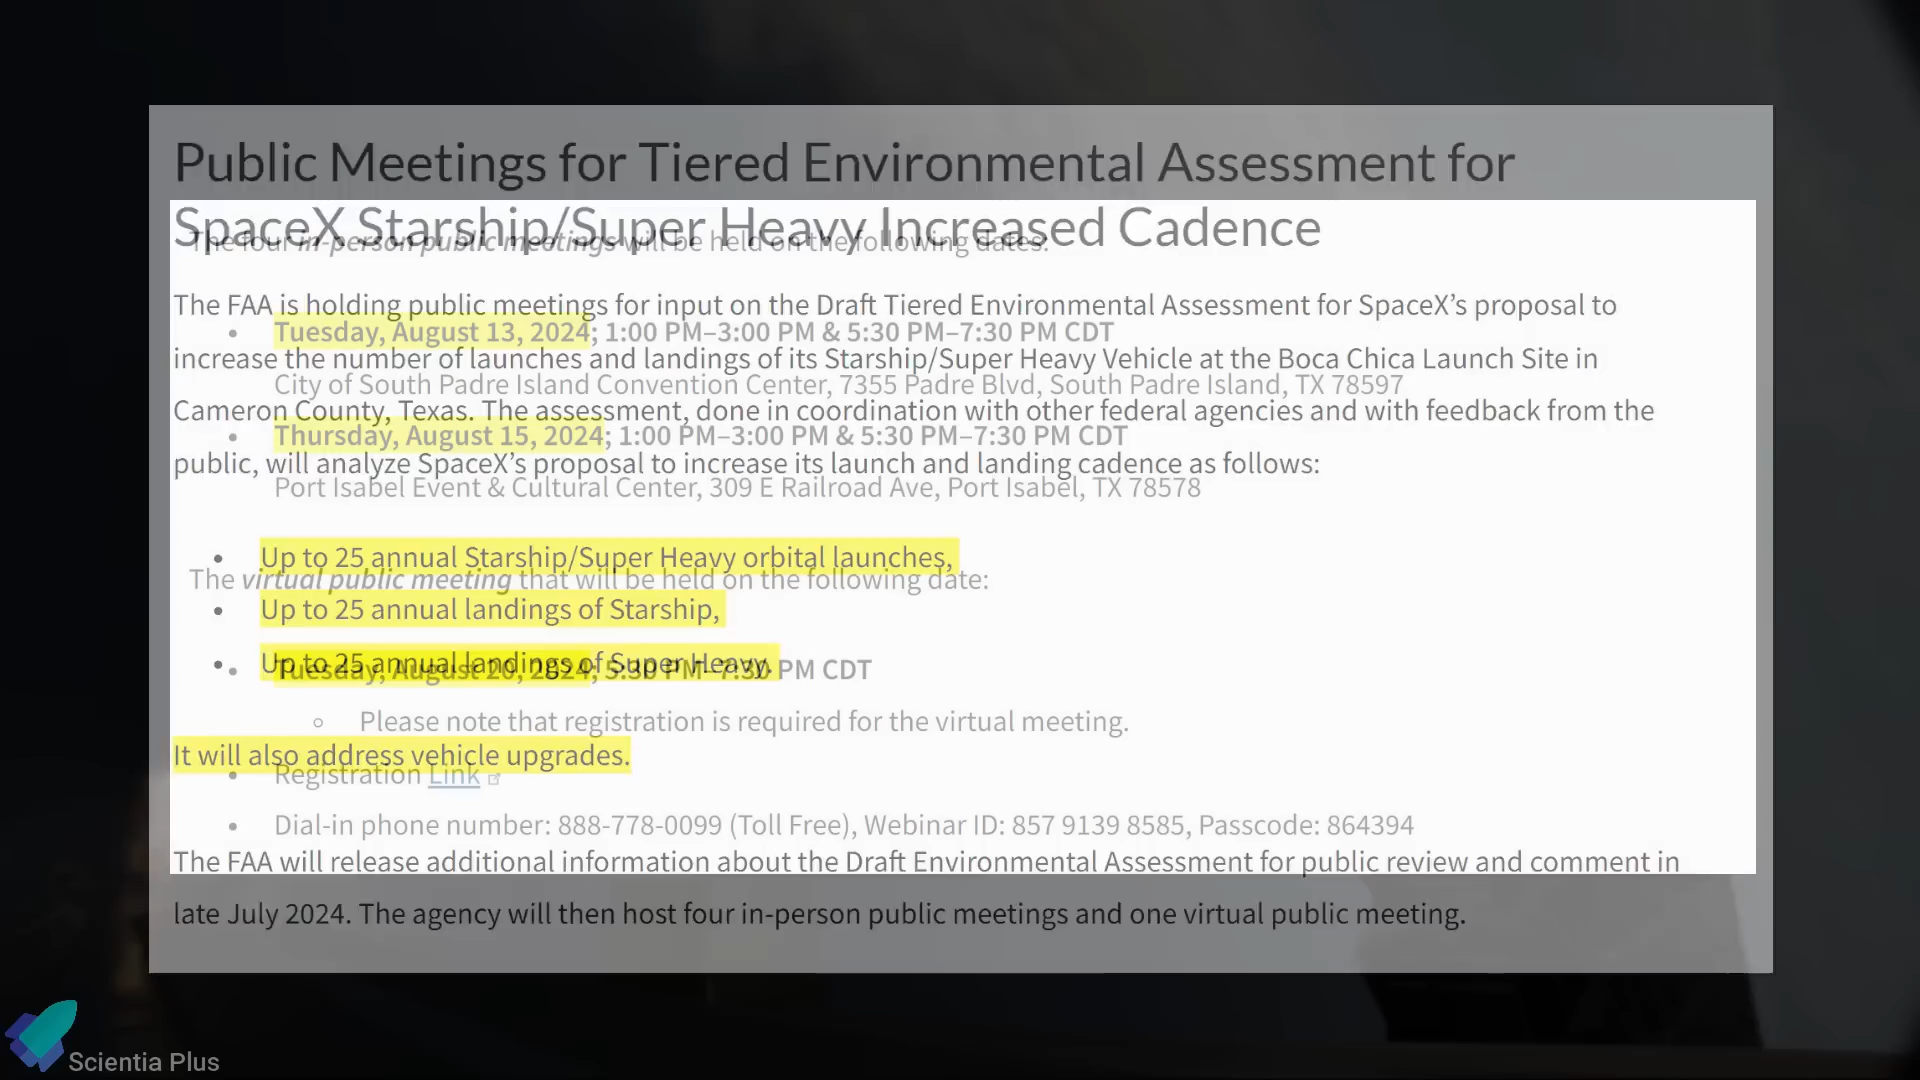 Public Meetings for Tiered Environmental Assessment for
SpaceX Starship/Super Heavy Increased Cadence
The FAA is holding public meetings for input on the Draft Tiered Environmental Assessment for SpaceX's proposal to
increase the number of launches and landings of its Starship/Super Heavy Vehicle at the Boca Chica Launch Site in
Cameron County, Texas. The assessment, done in coordination with other federal agencies and with feedback from the
public, will analyze SpaceX's proposal to increase its launch and landing cadence as follows:
• Up to 25 annual Starship/Super Heavy orbital launches,
• Up to 25 annual landings of Starship,
• Up to 25 annual landings of Super Heavy.
It will also address vehicle upgrades.
The FAA will release additional information about the Draft Environmental Assessment for public review and comment in
late July 2024. The agency will then host four in-person public meetings and one virtual public meeting.
The four in-person public meetings will be held on the following dates:
• Tuesday, August 13, 2024; 1:00 PM–3:00 PM & 5:30 PM–7:30 PM CDT
City of South Padre Island Convention Center, 7355 Padre Blvd, South Padre Island, TX 78597
• Thursday, August 15, 2024; 1:00 PM–3:00 PM & 5:30 PM–7:30 PM CDT
Port Isabel Event & Cultural Center, 309 E Railroad Ave, Port Isabel, TX 78578
The virtual public meeting that will be held on the following date:
• Tuesday, August 20, 2024; 5:30 PM–7:30 PM CDT
○ Please note that registration is required for the virtual meeting.
• Registration Link
• Dial-in phone number: 888-778-0099 (Toll Free), Webinar ID: 857 9139 8585, Passcode: 864394
Scientia Plus